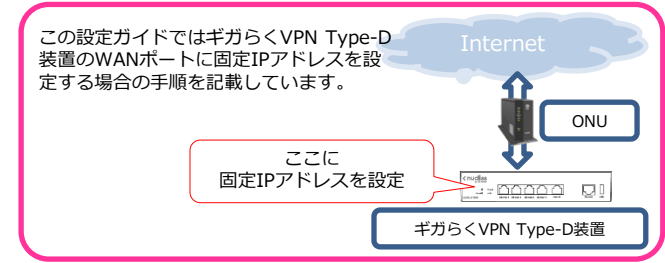 この設定ガイドではギガらくVPN Type-D
装置のWANポートに固定IPアドレスを設
定する場合の手順を記載しています。
Internet
ONU
ここに
固定IPアドレスを設定
nuclias
ギガらくVPN Type-D装置